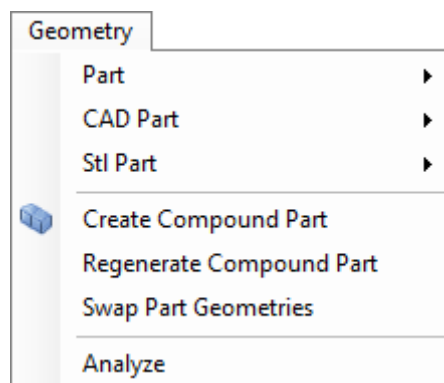 Geometry
Part
CAD Part
Stl Part
Create Compound Part
Regenerate Compound Part
Swap Part Geometries
Analyze